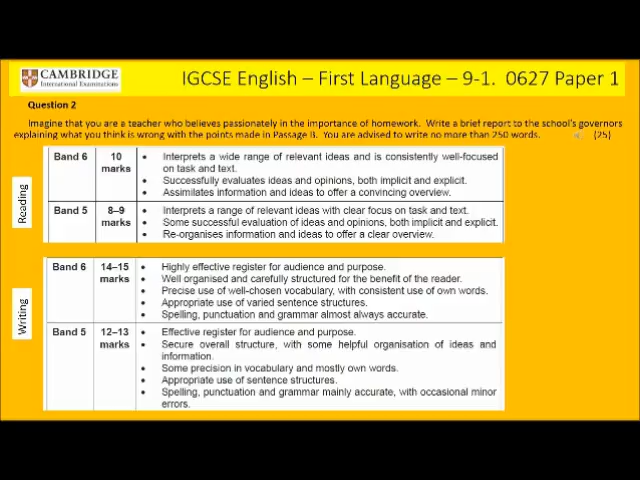 CAMBRIDGE
International Examinations
IGCSE English – First Language – 9-1. 0627 Paper 1
Question 2
Imagine that you are a teacher who believes passionately in the importance of homework. Write a brief report to the school's governors
explaining what you think is wrong with the points made in Passage B. You are advised to write no more than 250 words. (25)
Reading
Band 6 10 marks
• Interprets a wide range of relevant ideas and is consistently well-focused
on task and text.
• Successfully evaluates ideas and opinions, both implicit and explicit.
• Assimilates information and ideas to offer a convincing overview.
Band 5 8–9 marks
• Interprets a range of relevant ideas with clear focus on task and text.
• Some successful evaluation of ideas and opinions, both implicit and explicit.
• Re-organises information and ideas to offer a clear overview.
Writing
Band 6 14–15 marks
• Highly effective register for audience and purpose.
• Well organised and carefully structured for the benefit of the reader.
• Precise use of well-chosen vocabulary, with consistent use of own words.
• Appropriate use of varied sentence structures.
• Spelling, punctuation and grammar almost always accurate.
Band 5 12–13 marks
• Effective register for audience and purpose.
• Secure overall structure, with some helpful organisation of ideas and
information.
• Some precision in vocabulary and mostly own words.
• Appropriate use of sentence structures.
• Spelling, punctuation and grammar mainly accurate, with occasional minor
errors.